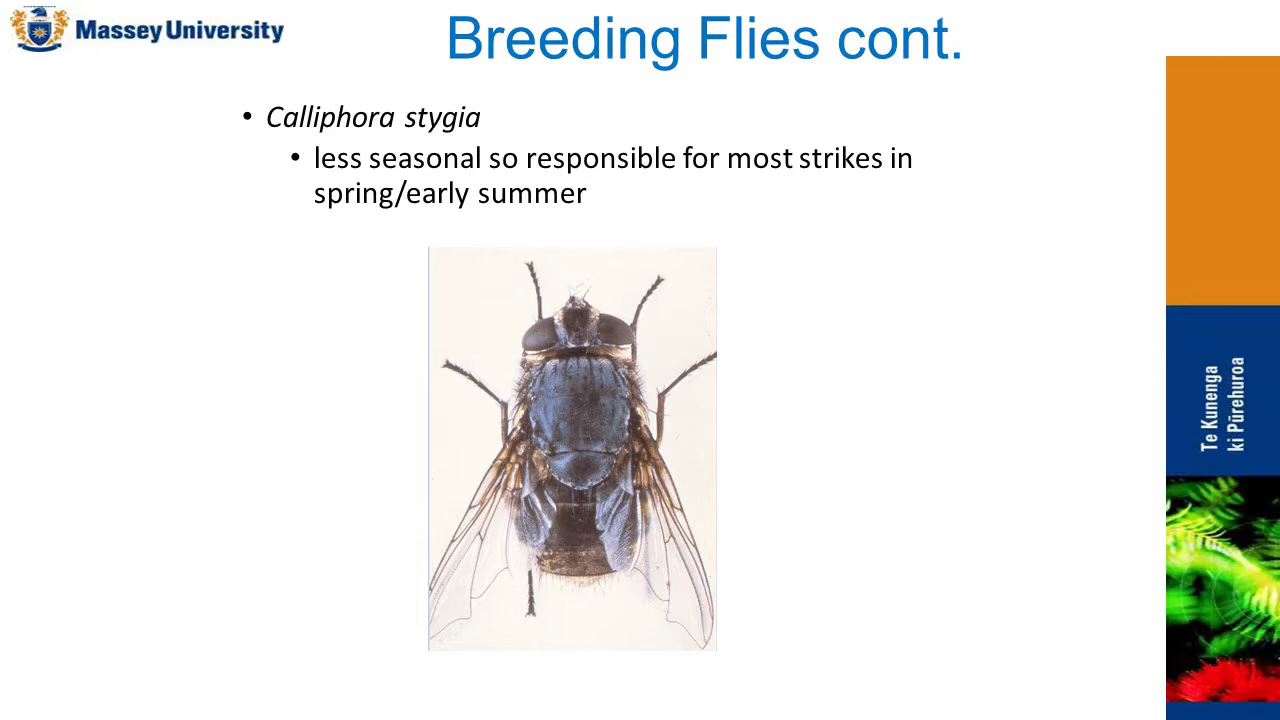 Massey University
Breeding Flies cont.
• Calliphora stygia
• less seasonal so responsible for most strikes in
spring/early summer
Te Kunenga
ki Pūrehuroa